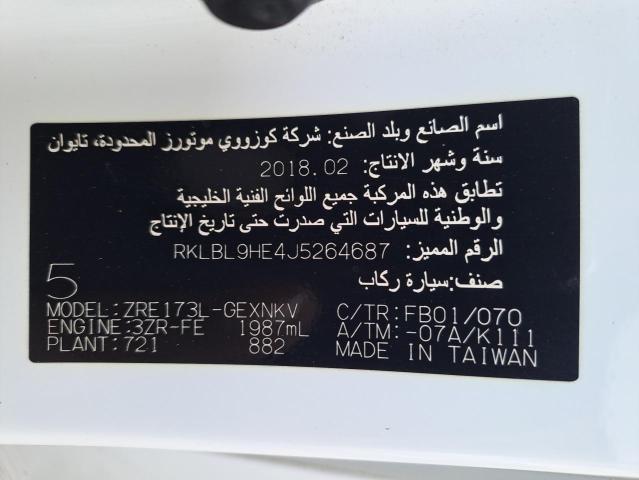 اسم الصانع وبلد الصنع: شركة كوزووي موتورز المحدودة، تايوان
سنة وشهر الانتاج: 2018.02
تطابق هذه المركبة جميع اللوائح الفنية الخليجية
والوطنية للسيارات التي صدرت حتى تاريخ الإنتاج
الرقم المميز: RKLBL9HE4J5264687
صنف:سيارة ركاب
5
MODEL:ZRE173L-GEXNKV C/TR:FB01/070
ENGINE:3ZR-FE 1987mL A/TM:-07A/K111
PLANT:721 882 MADE IN TAIWAN